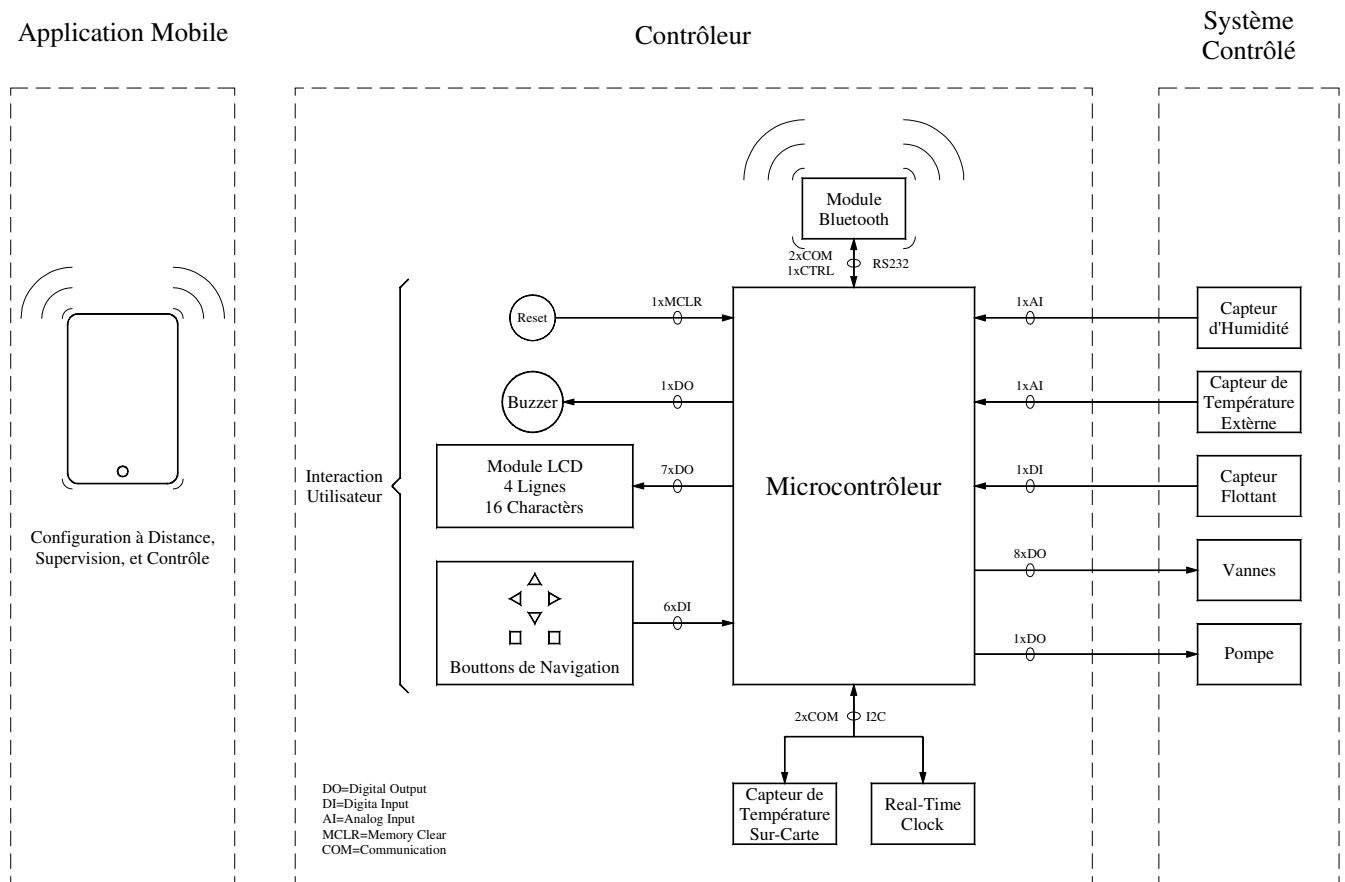 Application Mobile
Contrôleur
Système
Contrôlé
Module
Bluetooth
2xCOM
1xCTRL
RS232
Reset
1xMCLR
1xAI
Capteur
d'Humidité
Buzzer
1xDO
1xAI
Capteur de
Température
Extèrne
Interaction
Utilisateur
Module LCD
4 Lignes
16 Charactèrs
7xDO
Microcontrôleur
1xDI
Capteur
Flottant
Configuration à Distance,
Supervision, et Contrôle
8xDO
Vannes
6xDI
Bouttons de Navigation
1xDO
Pompe
2xCOM
I2C
Capteur de
Température
Sur-Carte
Real-Time
Clock
DO=Digital Output
DI=Digita Input
AI=Analog Input
MCLR=Memory Clear
COM=Communication